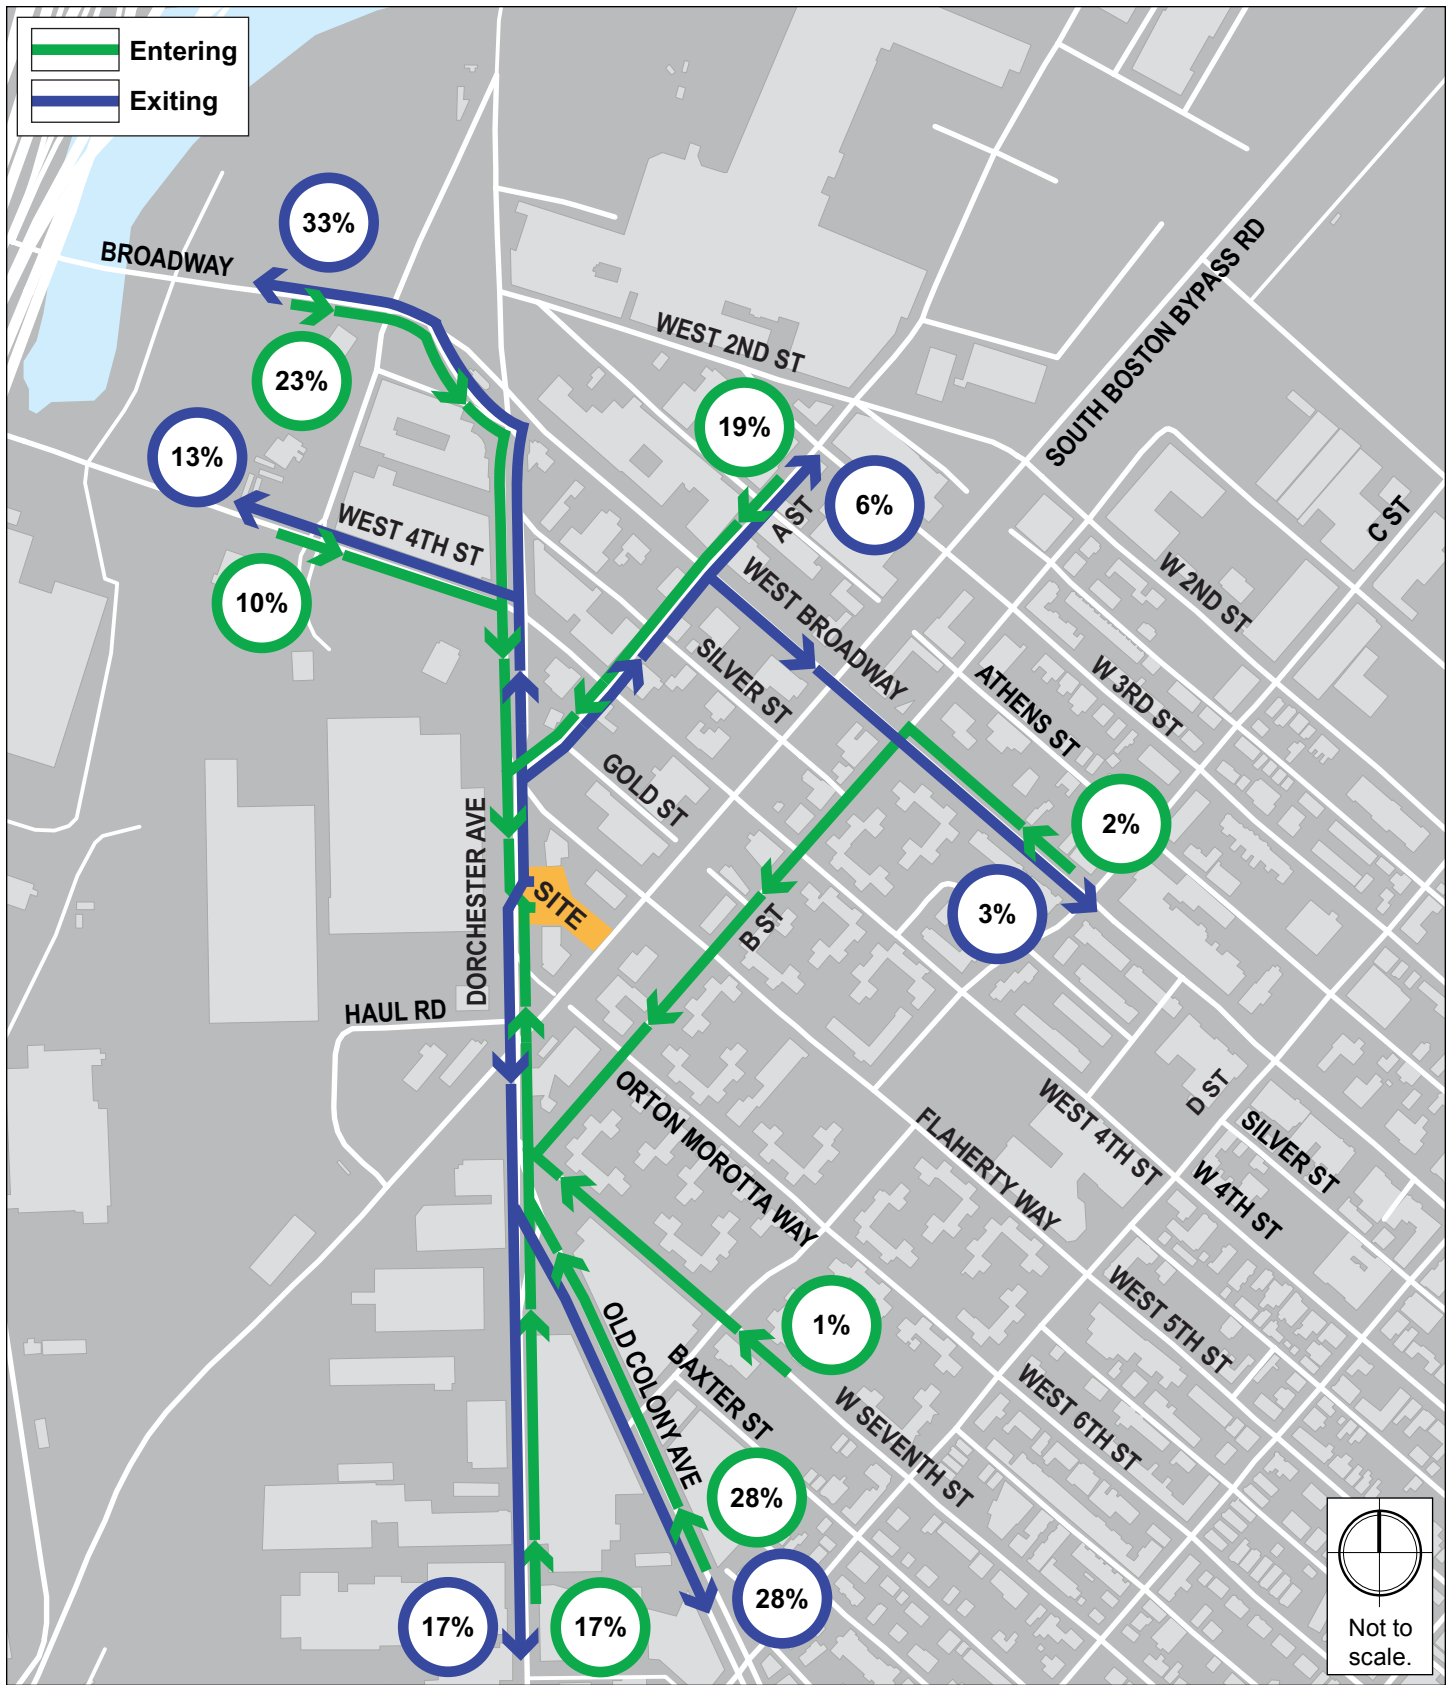 Entering
Exiting
33%
BROADWAY
23%
WEST 2ND ST
SOUTH BOSTON BYPASS RD
13%
19%
6%
A ST
C ST
WEST 4TH ST
10%
WEST BROADWAY
W 2ND ST
SILVER ST
W 3RD ST
ATHENS ST
GOLD ST
2%
DORCHESTER AVE
SITE
B ST
3%
HAUL RD
ORTON MOROTTA WAY
FLAHERTY WAY
WEST 4TH ST
D ST
SILVER ST
W 4TH ST
1%
OLD COLONY AVE
BAXTER ST
WEST 5TH ST
WEST 6TH ST
W SEVENTH ST
28%
28%
17%
17%
Not to
scale.